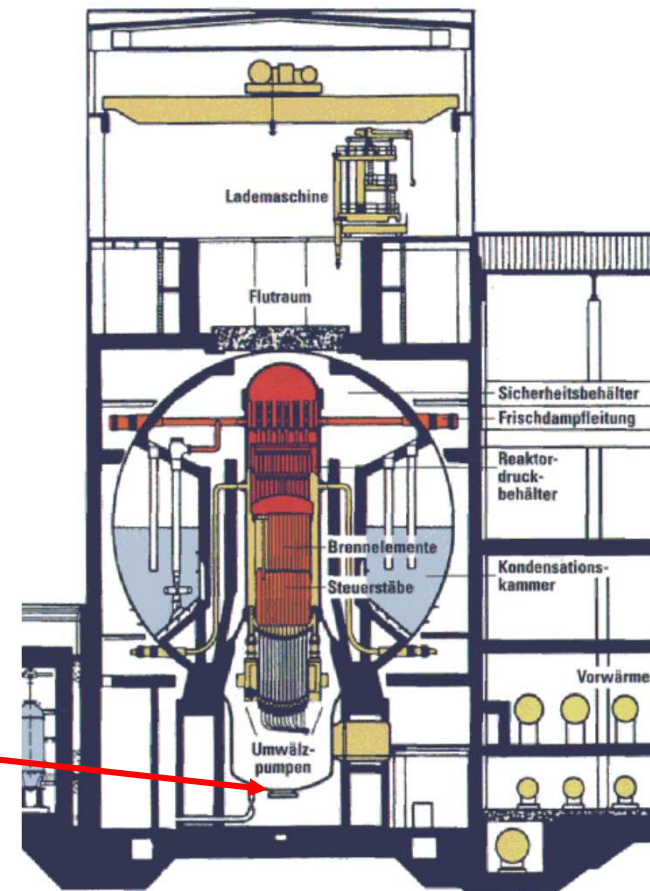 Lademaschine
Flutraum
Sicherheitsbehälter
Frischdampfleitung
Reaktor-
druck-
behälter
Brennelemente
Steuerstäbe
Kondensations-
kammer
Vorwärme
Umwälz-
pumpen